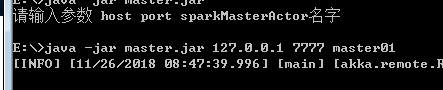 E:\>java -jar master.jar
请输入参数 host port sparkMasterActor名字
E:\>java -jar master.jar 127.0.0.1 7777 master01
[INFO] [11/26/2018 08:47:39.996] [main] [akka.remote.R